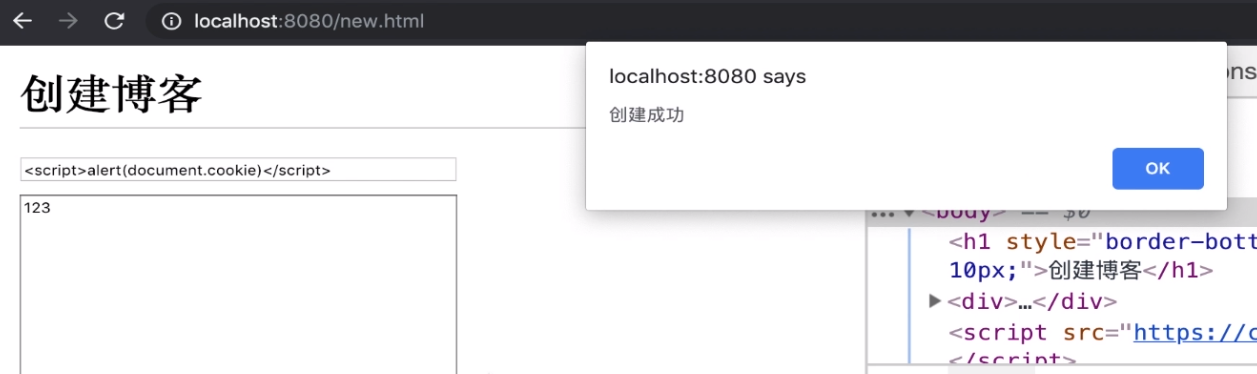 localhost:8080/new.html
创建博客
<script>alert(document.cookie)</script>
123
localhost:8080 says
创建成功
OK
ons
… ▼ <body> == $0
<h1 style="border-bott
10px;">创建博客</h1>
▶ <div>…</div>
<script src="https://c
</script>